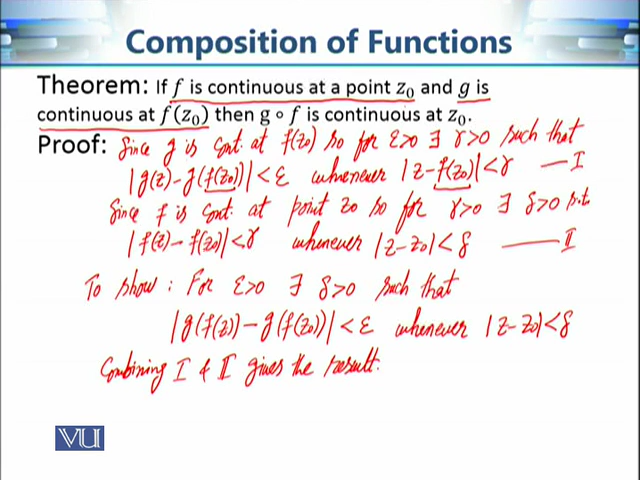 Composition of Functions
Theorem: If f is continuous at a point z₀ and g is
continuous at f(z₀) then g ∘ f is continuous at z₀.
Proof: Since g is cont. at f(z₀) so for ε>0 ∃ γ>0 such that
|g(z)-g(f(z₀))|<ε whenever |z-f(z₀)|<γ —I
Since f is cont. at point z₀ so for γ>0 ∃ δ>0 s.t
|f(z)-f(z₀)|<γ whenever |z-z₀|<δ —II
To show: For ε>0 ∃ δ>0 such that
|g(f(z))-g(f(z₀))|<ε whenever |z-z₀|<δ
Combining I & II gives the result.
VU